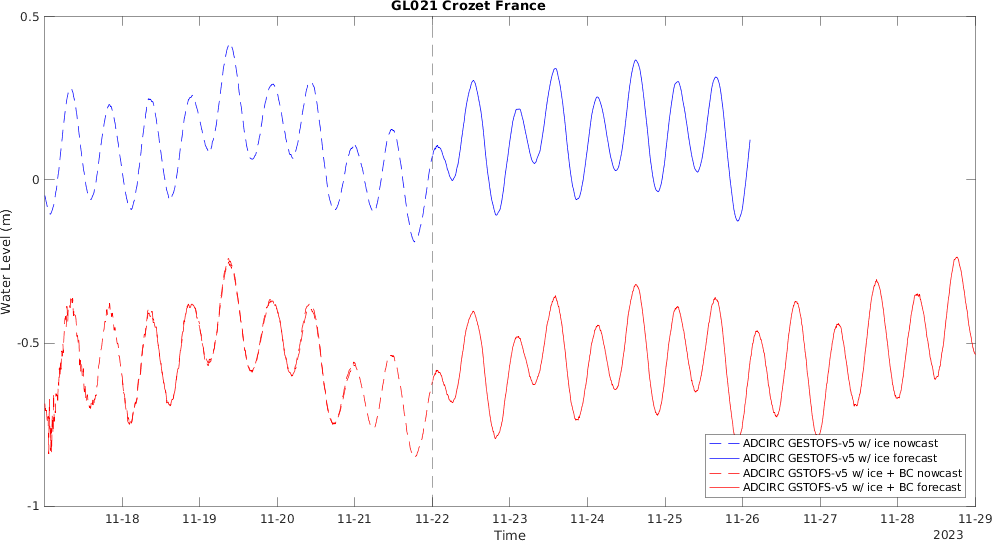 GL021 Crozet France
Water Level (m)
0.5
0
-0.5
-1
ADCIRC GESTOFS-v5 w/ ice nowcast
ADCIRC GESTOFS-v5 w/ ice forecast
ADCIRC GSTOFS-v5 w/ ice + BC nowcast
ADCIRC GSTOFS-v5 w/ ice + BC forecast
11-18 11-19 11-20 11-21 11-22 11-23 11-24 11-25 11-26 11-27 11-28 11-29
Time
2023